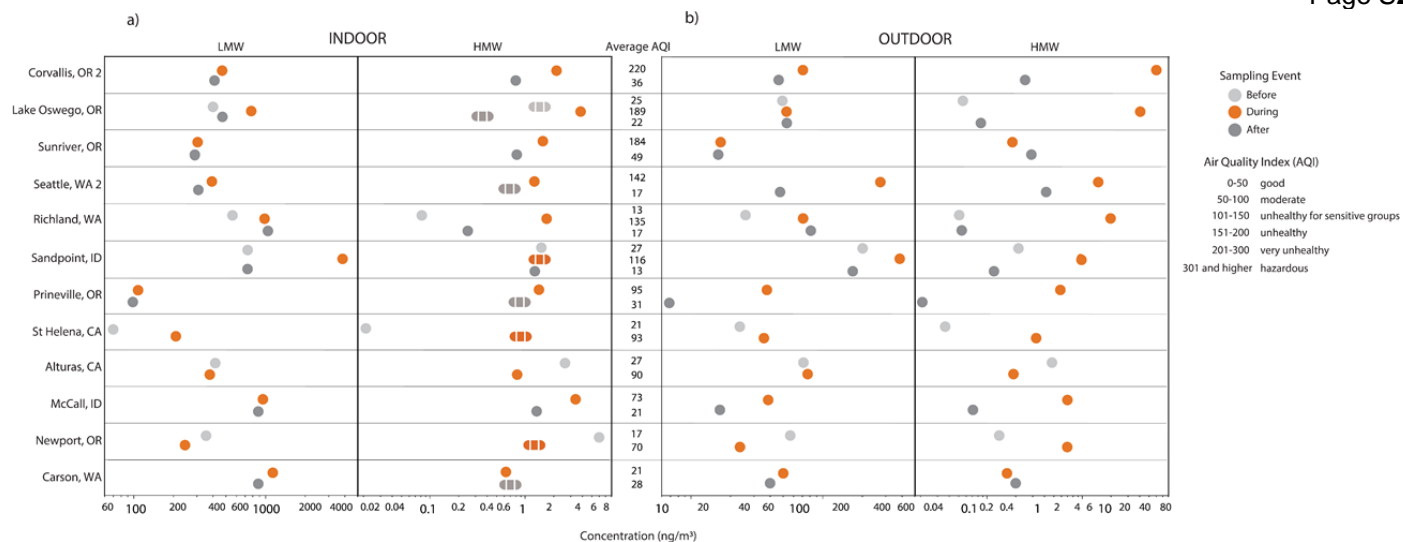 Page S
a)
b)
INDOOR
OUTDOOR
LMW
HMW
Average AQI
LMW
HMW
Corvallis, OR 2
220
36
Lake Oswego, OR
25
189
22
Sunriver, OR
184
49
Seattle, WA 2
142
17
Richland, WA
13
135
17
Sandpoint, ID
27
116
13
Prineville, OR
95
31
St Helena, CA
21
93
Alturas, CA
27
90
McCall, ID
73
21
Newport, OR
17
70
Carson, WA
21
28
60 100 200 400 600 1000 4000 0.02 0.04 0.1 0.2 0.4 0.6 1 2 4 6 8 10 20 40 60 100 200 400 600 0.04 0.1 0.2 0.4 1 2 4 6 10 20 40 80
Concentration (ng/m³)
Sampling Event
Before
During
After
Air Quality Index (AQI)
0-50 good
50-100 moderate
101-150 unhealthy for sensitive groups
151-200 unhealthy
201-300 very unhealthy
301 and higher hazardous